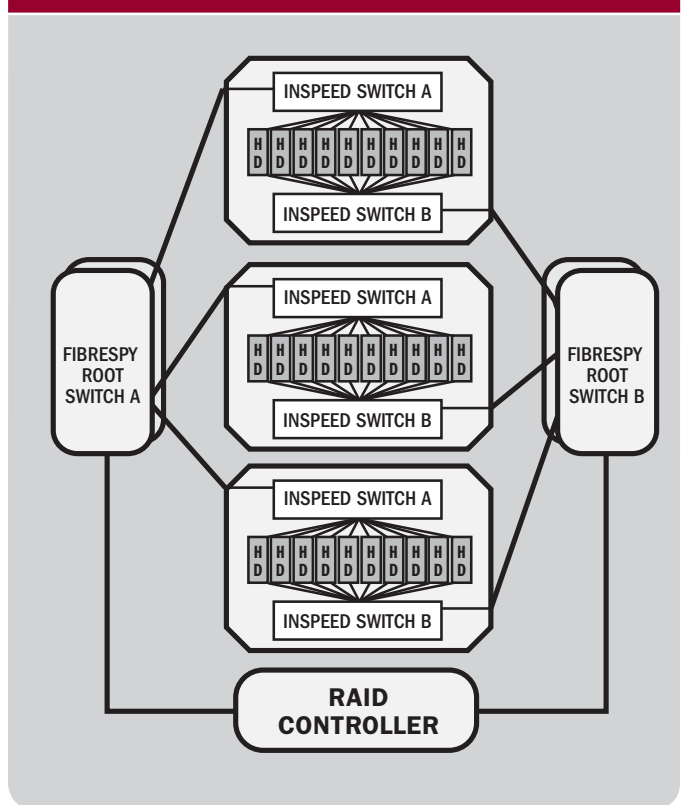 INSPEED SWITCH A
H H H H H H H H H H
D D D D D D D D D D
INSPEED SWITCH B
FIBRESPY
ROOT
SWITCH A
INSPEED SWITCH A
H H H H H H H H H H
D D D D D D D D D D
INSPEED SWITCH B
FIBRESPY
ROOT
SWITCH B
INSPEED SWITCH A
H H H H H H H H H H
D D D D D D D D D D
INSPEED SWITCH B
RAID
CONTROLLER